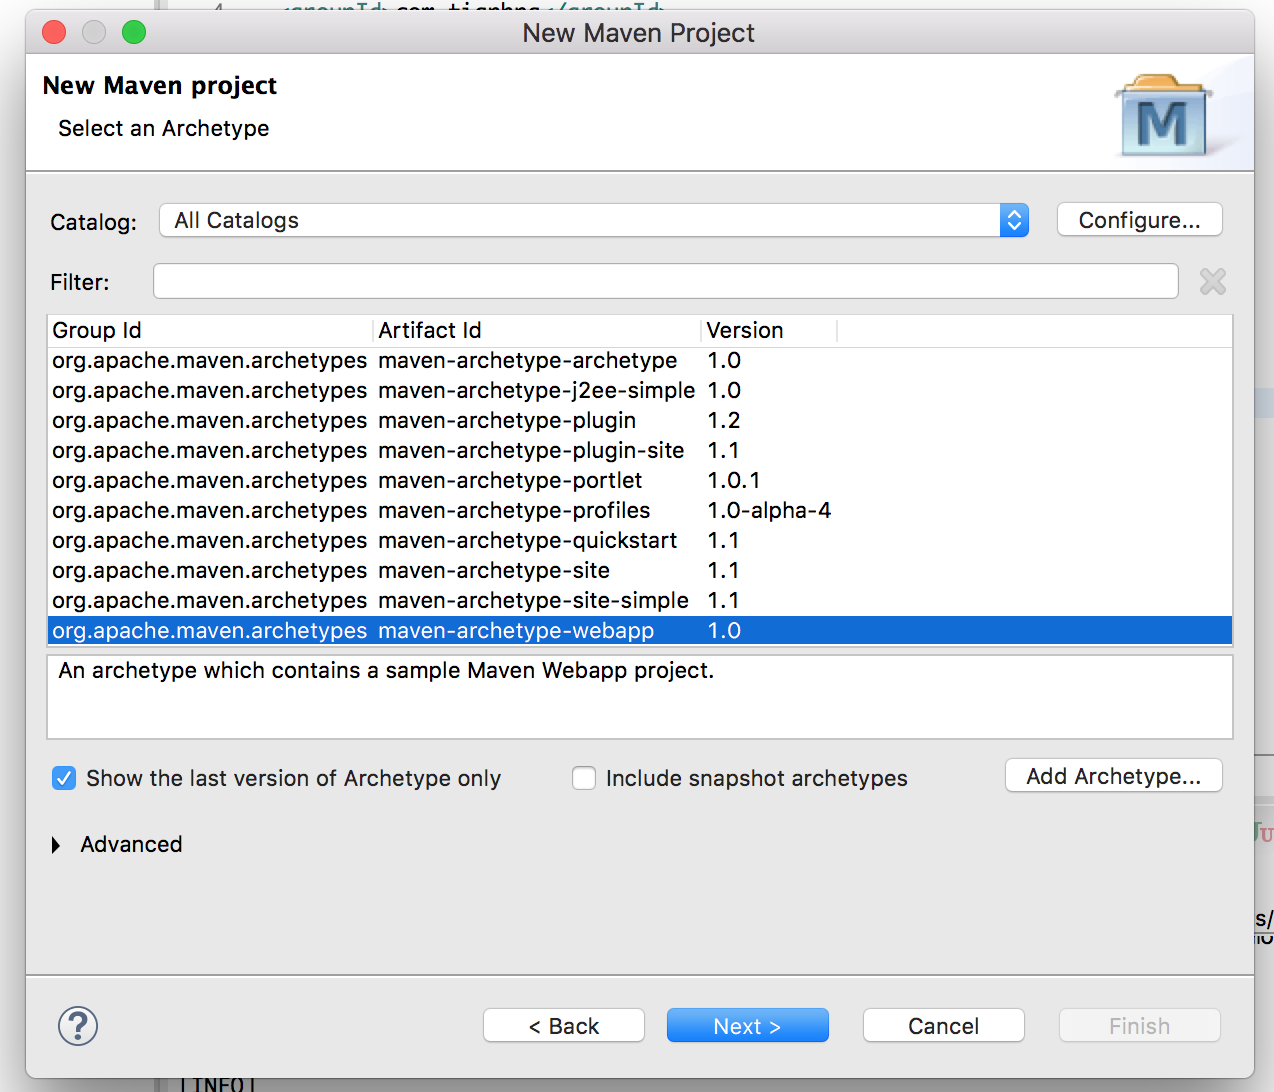 New Maven Project
New Maven project
Select an Archetype
M
Catalog: All Catalogs Configure...
Filter:
Group Id Artifact Id Version
org.apache.maven.archetypes maven-archetype-archetype 1.0
org.apache.maven.archetypes maven-archetype-j2ee-simple 1.0
org.apache.maven.archetypes maven-archetype-plugin 1.2
org.apache.maven.archetypes maven-archetype-plugin-site 1.1
org.apache.maven.archetypes maven-archetype-portlet 1.0.1
org.apache.maven.archetypes maven-archetype-profiles 1.0-alpha-4
org.apache.maven.archetypes maven-archetype-quickstart 1.1
org.apache.maven.archetypes maven-archetype-site 1.1
org.apache.maven.archetypes maven-archetype-site-simple 1.1
org.apache.maven.archetypes maven-archetype-webapp 1.0
An archetype which contains a sample Maven Webapp project.
Show the last version of Archetype only Include snapshot archetypes Add Archetype...
Advanced
s/
? < Back Next > Cancel Finish
[INFO]